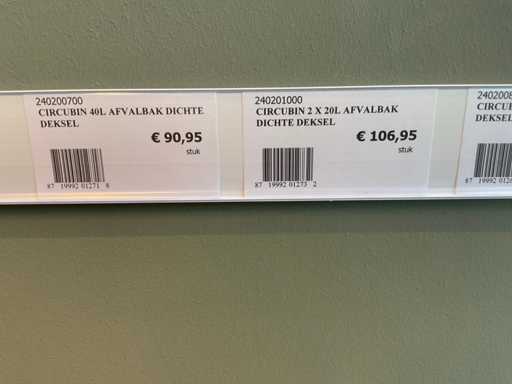 240200700
CIRCUBIN 40L AFVALBAK DICHTE
DEKSEL
€ 90,95
stuk
87 19992 01271 8
240201000
CIRCUBIN 2 X 20L AFVALBAK
DICHTE DEKSEL
€ 106,95
stuk
87 19992 01273 2